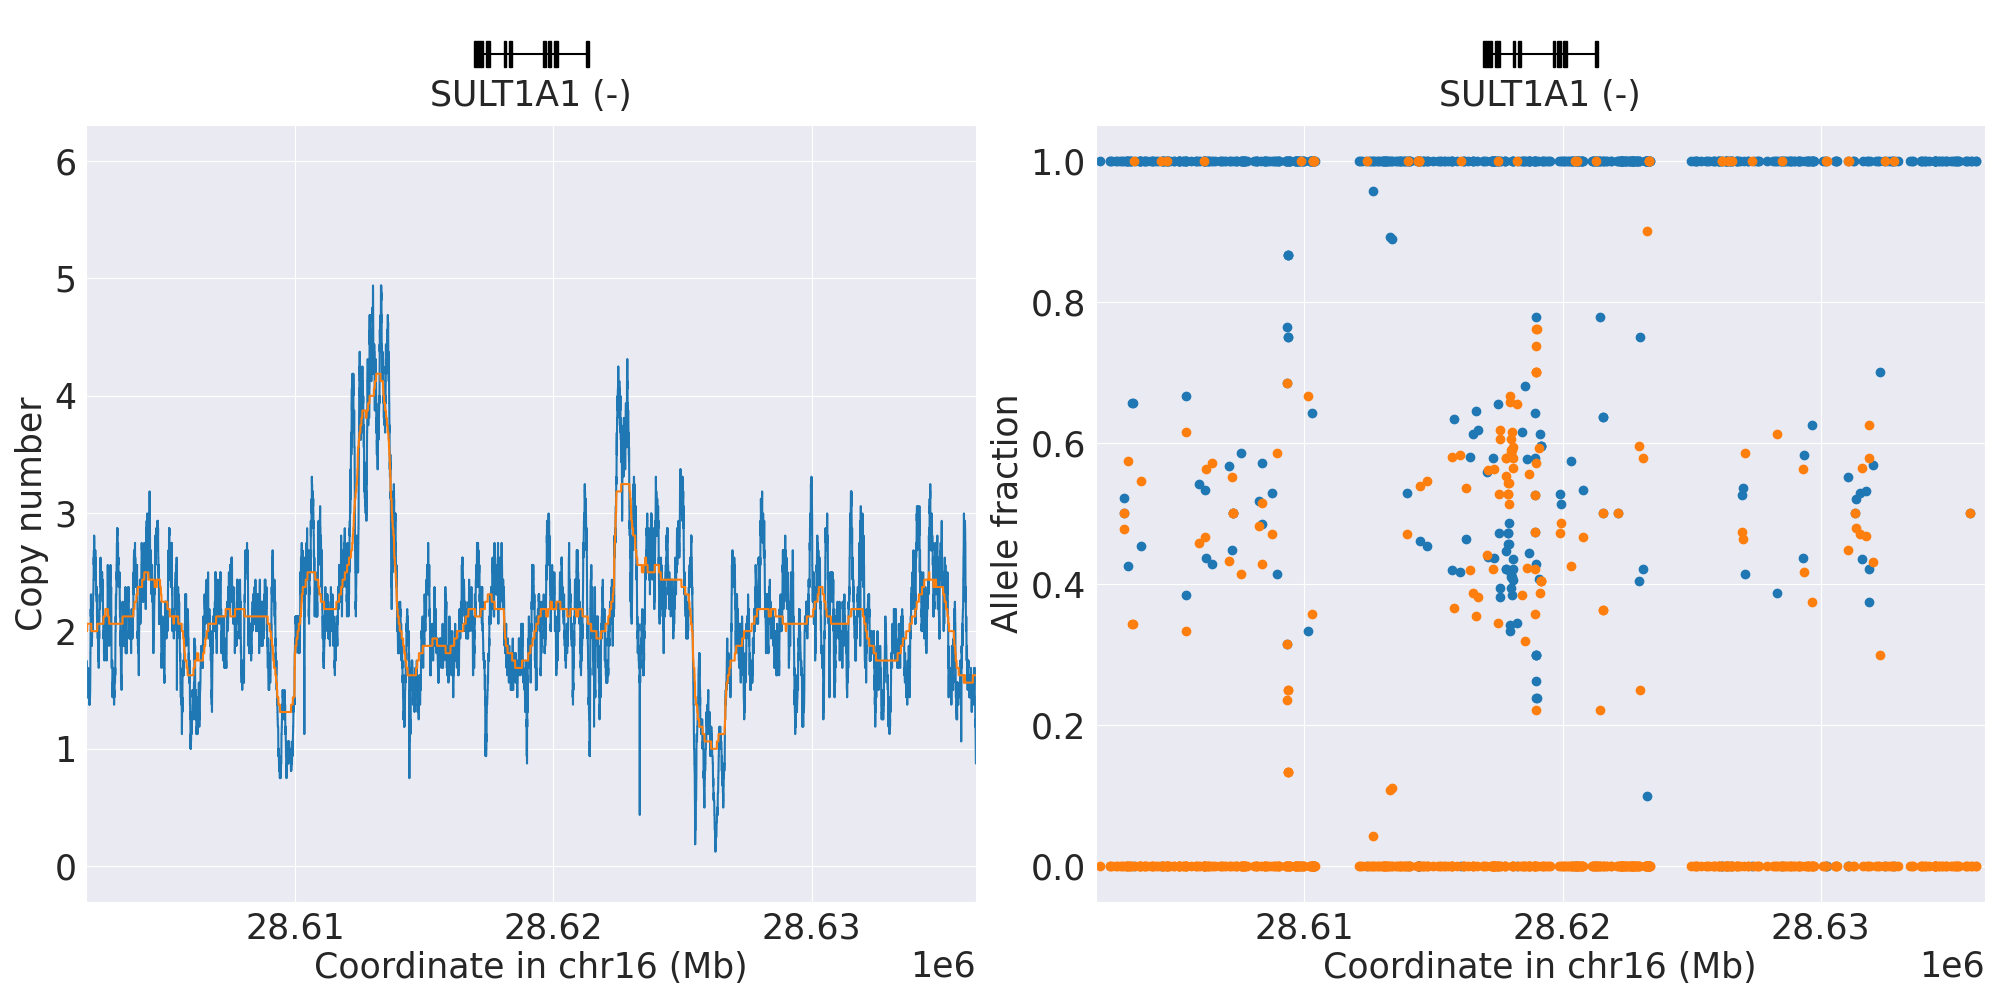 SULT1A1 (-)
6
5
4
3
2
1
0
Copy number
28.61
28.62
28.63
Coordinate in chr16 (Mb)
1e6
SULT1A1 (-)
1.0
0.8
0.6
0.4
0.2
0.0
Allele fraction
28.61
28.62
28.63
Coordinate in chr16 (Mb)
1e6